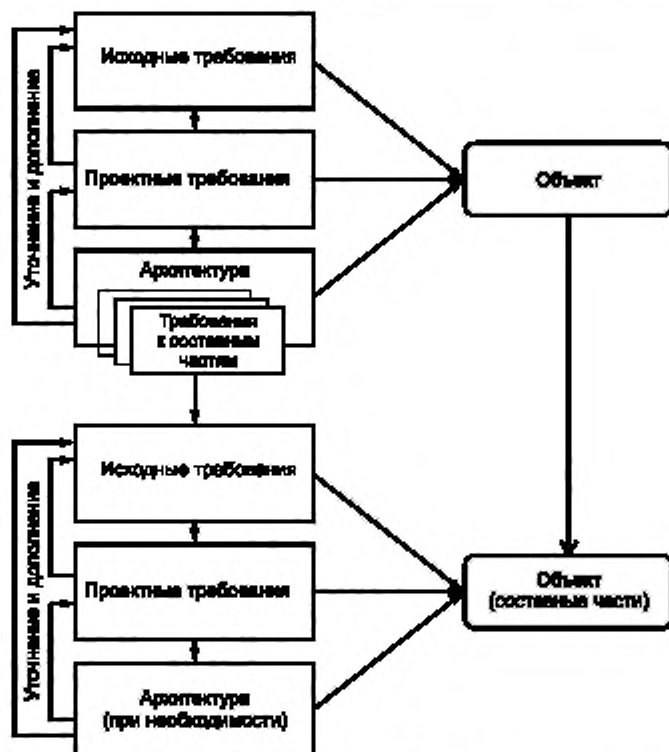 Исходные требования
Проектные требования
Уточнение и дополнение
Архитектура
Требования
к составным
частям
Объект
Исходные требования
Проектные требования
Уточнение и дополнение
Архитектура
(при необходимости)
Объект
(составные части)